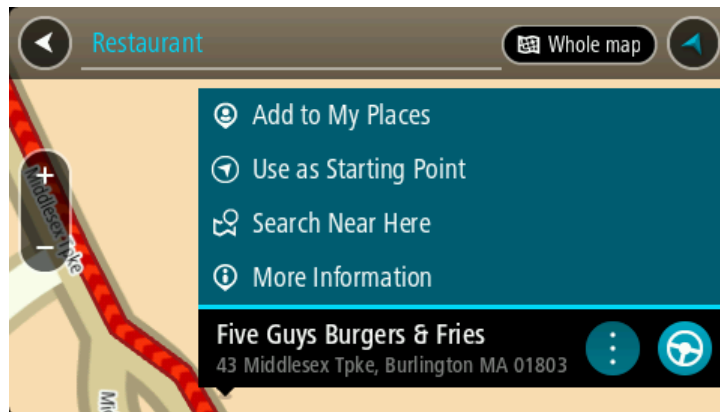 Restaurant
Whole map
Add to My Places
Use as Starting Point
Search Near Here
More Information
Five Guys Burgers & Fries
43 Middlesex Tpke, Burlington MA 01803
+
−
Middlesex Tpke
Mi